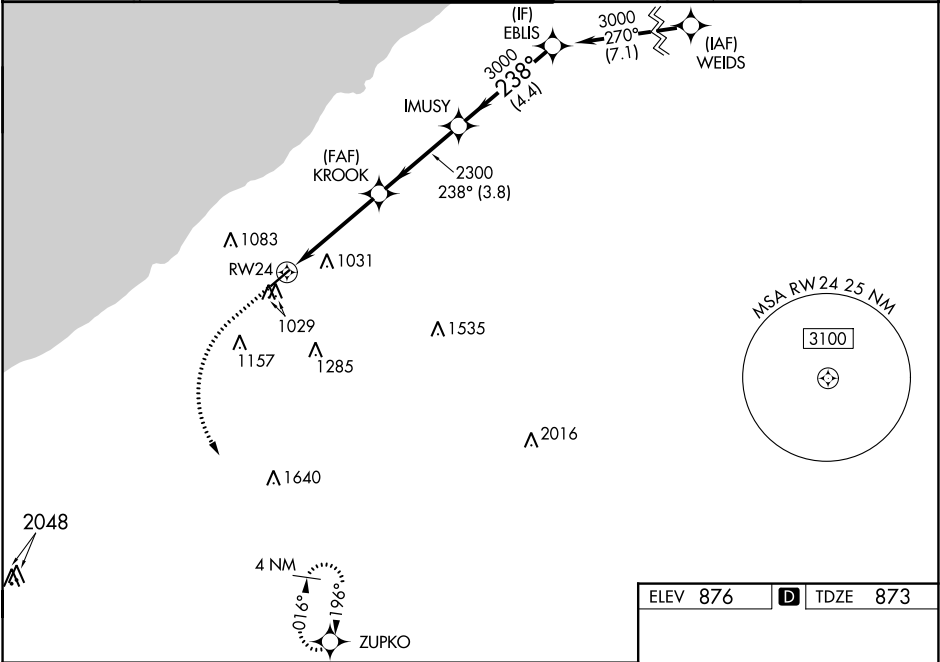 (IF)
EBLIS
3000
270°
(7.1)
(IAF)
WEIDS
3000
238°
(4.4)
IMUSY
(FAF)
KROOK
2300
238° (3.8)
1083
1031
RW24
1029
1535
1157
1285
MSA RW24 25 NM
3100
2016
1640
2048
4 NM
016°
196°
ZUPKO
ELEV 876 D TDZE 873